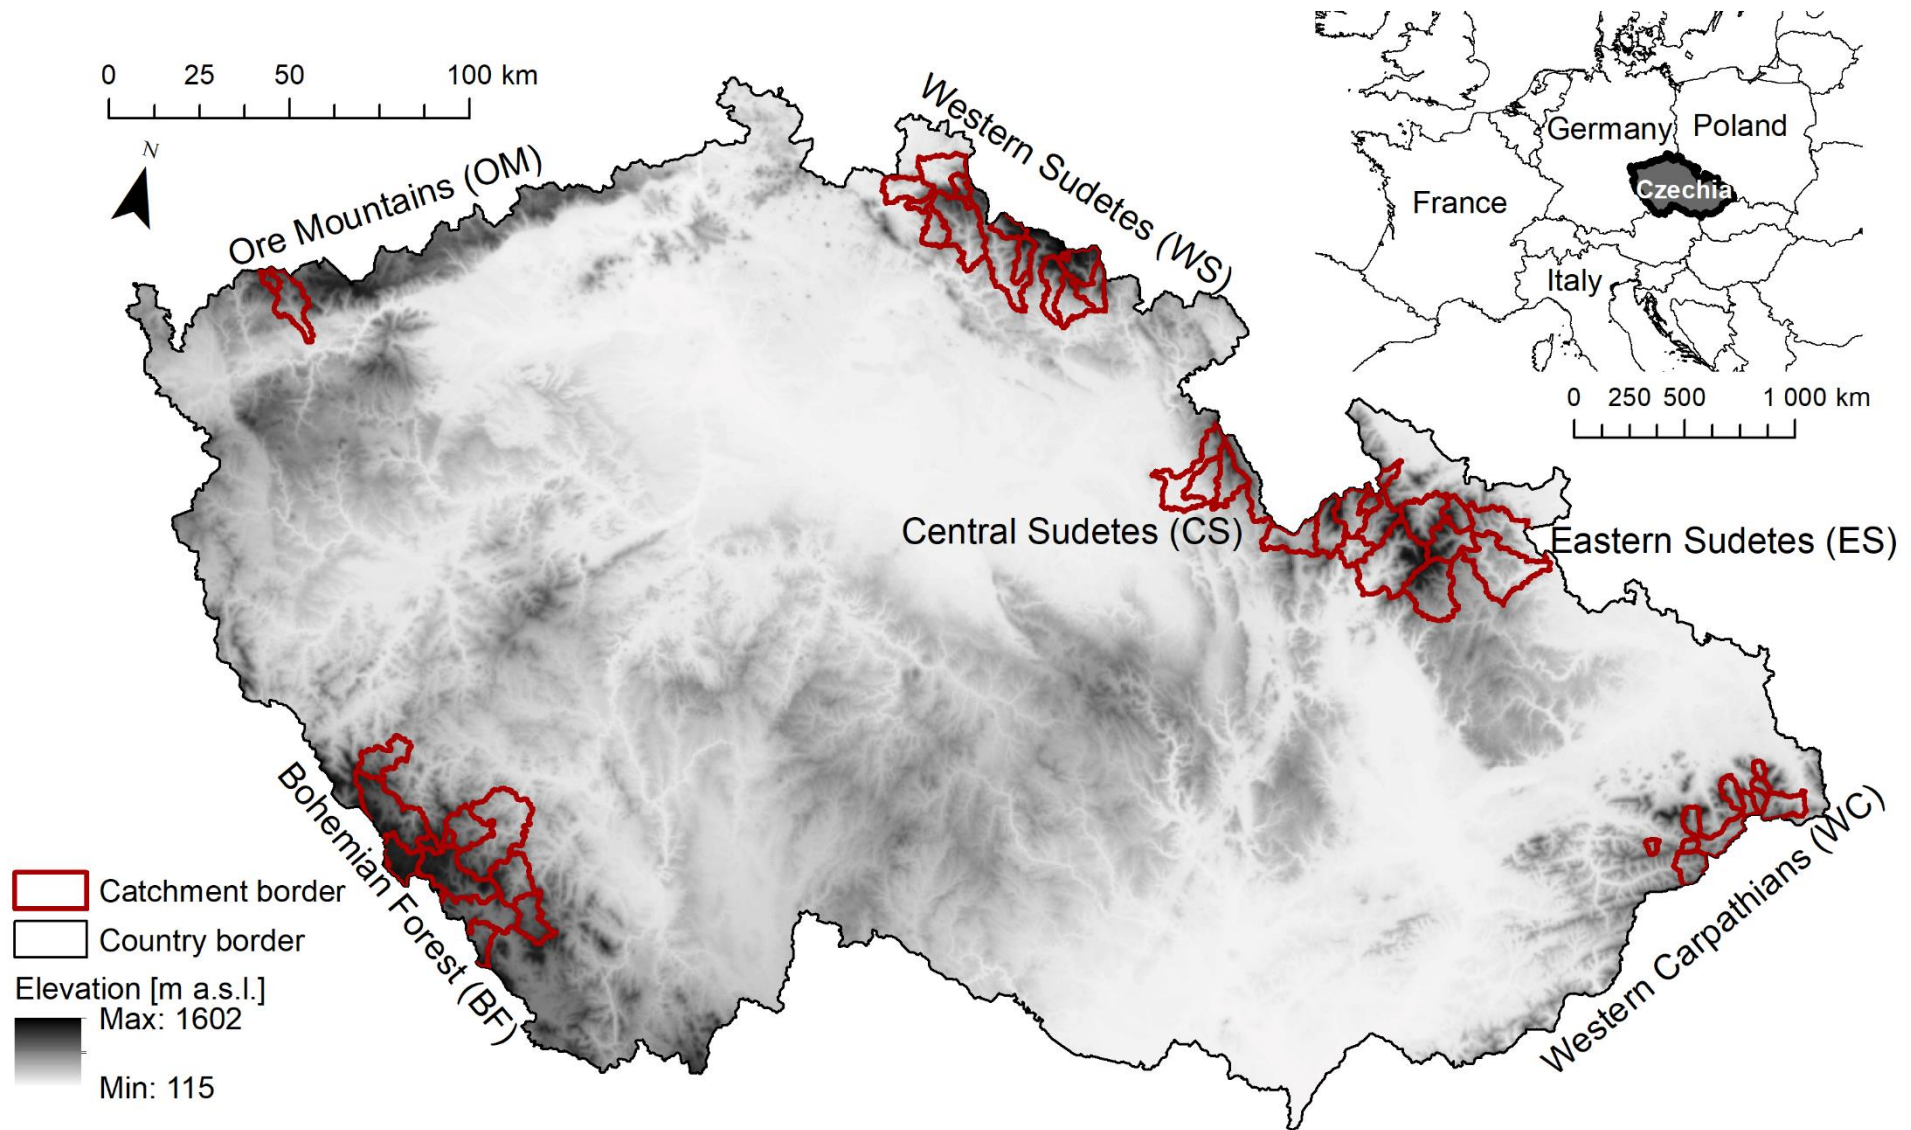 0 25 50 100 km
N
Ore Mountains (OM)
Western Sudetes (WS)
Germany
Poland
Czechia
France
Italy
0 250 500 1 000 km
Central Sudetes (CS)
Eastern Sudetes (ES)
Bohemian Forest (BF)
Western Carpathians (WC)
Catchment border
Country border
Elevation [m a.s.l.]
Max: 1602
Min: 115